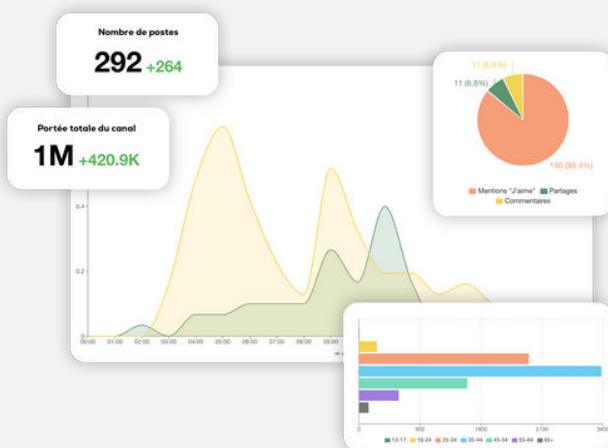 Nombre de postes
292 +264
Portée totale du canal
1M +420.9K
11 (6.8%)
11 (6.8%)
140 (86.4%)
Mentions "J'aime" Partages
Commentaires
0.4
0.2
0
00:00 01:00 02:00 03:00 04:00 05:00 06:00 07:00 08:00 09:00
0 900 1800 2700 3600
13-17 18-24 25-34 35-44 45-54 55-64 65+